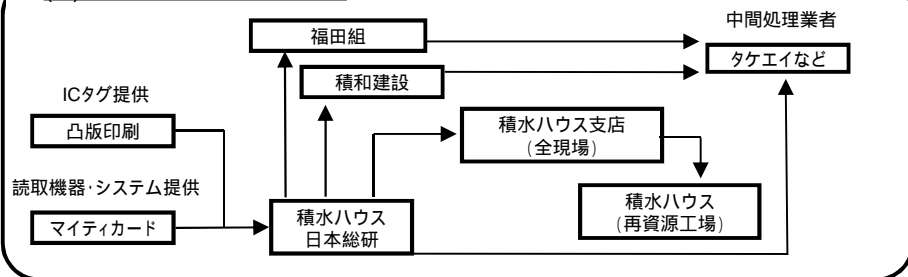 中間処理業者
福田組
タケエイなど
積和建設
ICタグ提供
凸版印刷
積水ハウス支店
(全現場)
読取機器･システム提供
マイティカード
積水ハウス
日本総研
積水ハウス
(再資源工場)